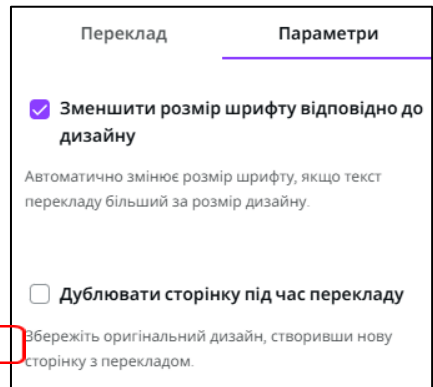 Переклад Параметри
Зменшити розмір шрифту відповідно до
дизайну
Автоматично змінює розмір шрифту, якщо текст
перекладу більший за розмір дизайну.
Дублювати сторінку під час перекладу
Збережіть оригінальний дизайн, створивши нову
сторінку з перекладом.